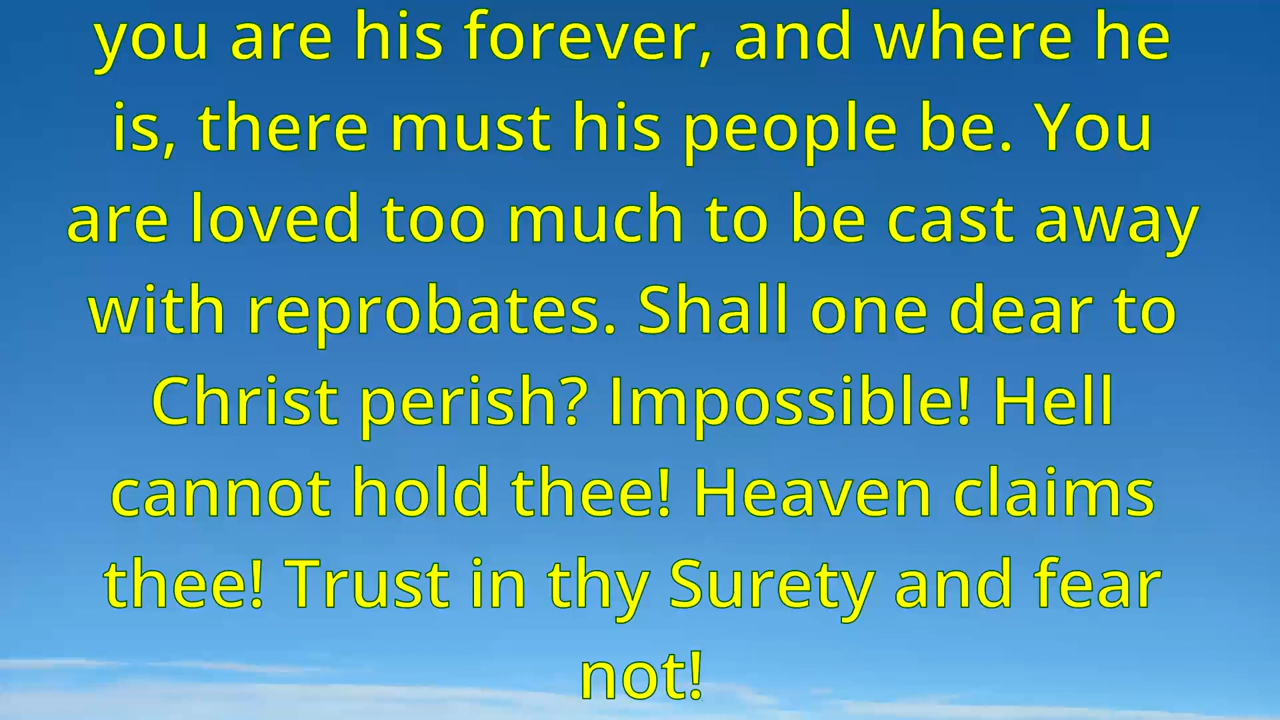 you are his forever, and where he
is, there must his people be. You
are loved too much to be cast away
with reprobates. Shall one dear to
Christ perish? Impossible! Hell
cannot hold thee! Heaven claims
thee! Trust in thy Surety and fear
not!